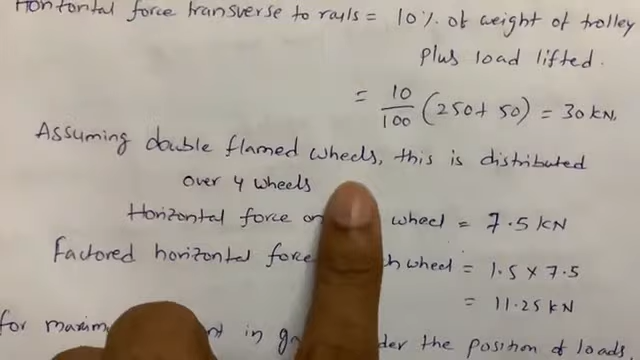 Horizontal force transverse to rails = 10% of weight of trolley
plus load lifted.
= 10/100 (250+ 50) = 30 kN.
Assuming double flamed wheels, this is distributed
over 4 wheels
Horizontal force on wheel = 7.5 kN
Factored horizontal force wheel = 1.5 x 7.5
= 11.25 kN
for in the position of loads,